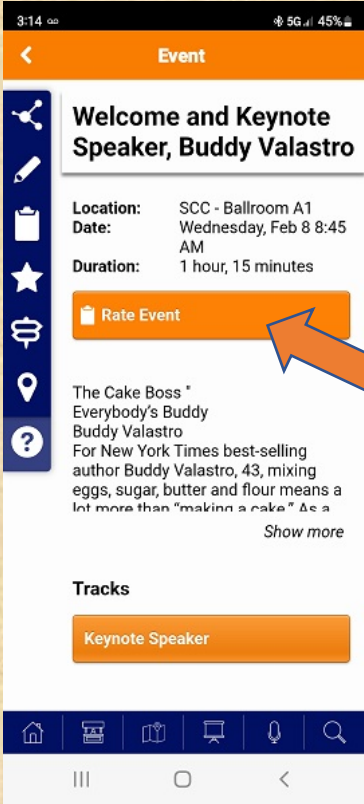 3:14 5G 45%
Event
Welcome and Keynote
Speaker, Buddy Valastro
Location: SCC - Ballroom A1
Date: Wednesday, Feb 8 8:45
AM
Duration: 1 hour, 15 minutes
Rate Event
The Cake Boss "
Everybody's Buddy
Buddy Valastro
For New York Times best-selling
author Buddy Valastro, 43, mixing
eggs, sugar, butter and flour means a
lot more than "making a cake." As a
Show more
Tracks
Keynote Speaker
?